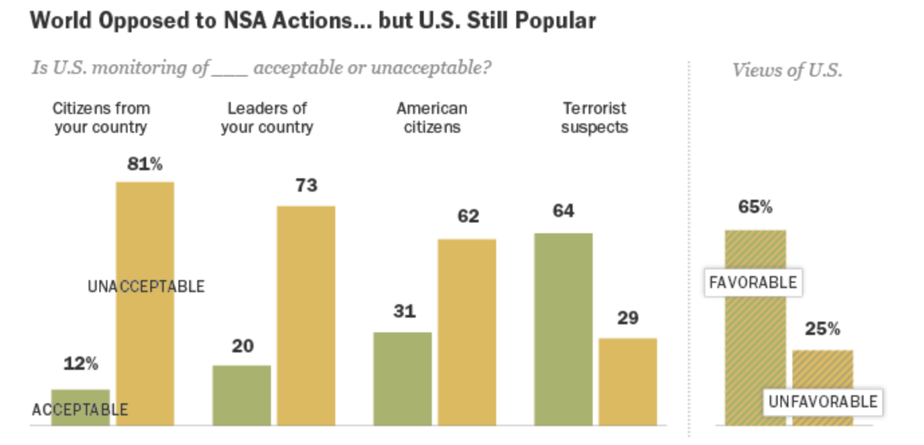 World Opposed to NSA Actions... but U.S. Still Popular
Is U.S. monitoring of ___ acceptable or unacceptable?
Views of U.S.
Citizens from
your country
Leaders of
your country
American
citizens
Terrorist
suspects
81%
73
62
64
65%
UNACCEPTABLE
FAVORABLE
12%
20
31
29
25%
ACCEPTABLE
UNFAVORABLE